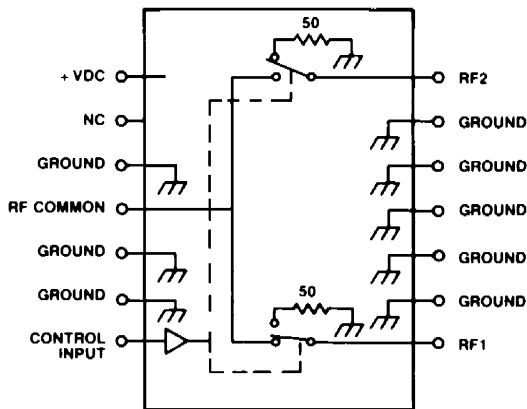 50
+ VDC
RF2
NC
GROUND
GROUND
GROUND
RF COMMON
GROUND
GROUND
GROUND
GROUND
50
GROUND
CONTROL
INPUT
RF1